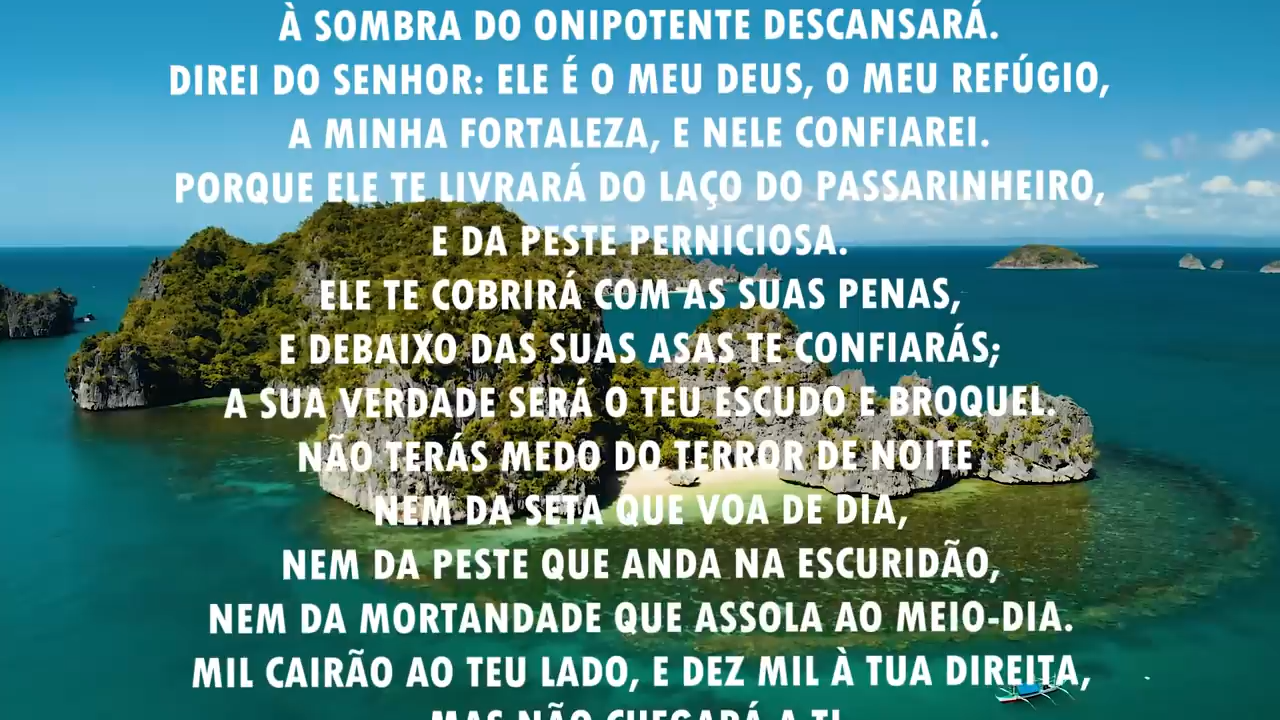 À SOMBRA DO ONIPOTENTE DESCANSARÁ.
DIREI DO SENHOR: ELE É O MEU DEUS, O MEU REFÚGIO,
A MINHA FORTALEZA, E NELE CONFIAREI.
PORQUE ELE TE LIVRARÁ DO LAÇO DO PASSARINHEIRO,
E DA PESTE PERNICIOSA.
ELE TE COBRIRÁ COM AS SUAS PENAS,
E DEBAIXO DAS SUAS ASAS TE CONFIARÁS;
A SUA VERDADE SERÁ O TEU ESCUDO E BROQUEL.
NÃO TERÁS MEDO DO TERROR DE NOITE
NEM DA SETA QUE VOA DE DIA,
NEM DA PESTE QUE ANDA NA ESCURIDÃO,
NEM DA MORTANDADE QUE ASSOLA AO MEIO-DIA.
MIL CAIRÃO AO TEU LADO, E DEZ MIL À TUA DIREITA,
MAS NÃO CHEGARÁ A TI